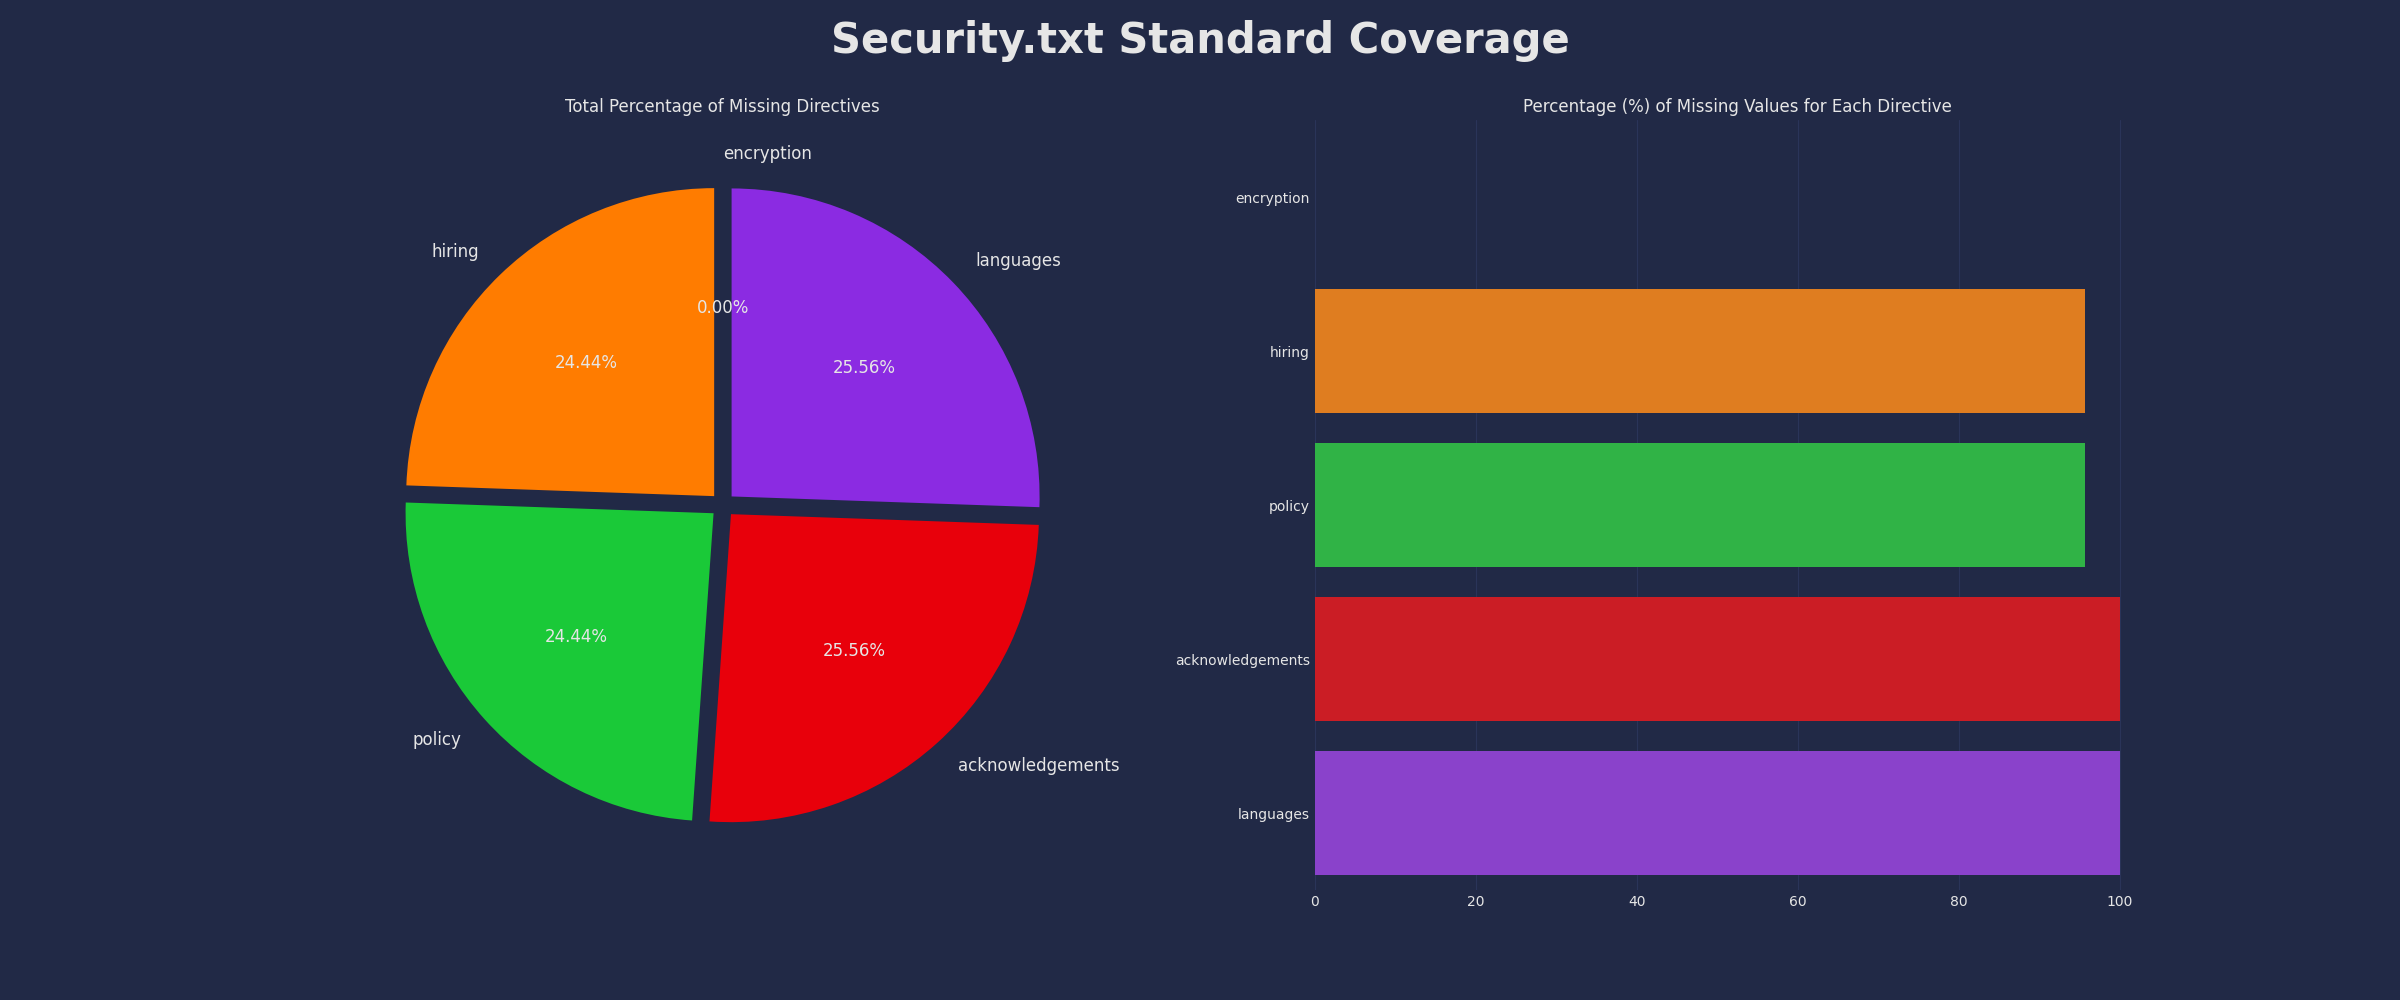 Security.txt Standard Coverage
Total Percentage of Missing Directives
encryption
hiring
languages
0.00%
24.44%
25.56%
24.44%
25.56%
policy
acknowledgements
Percentage (%) of Missing Values for Each Directive
encryption
hiring
policy
acknowledgements
languages
0 20 40 60 80 100